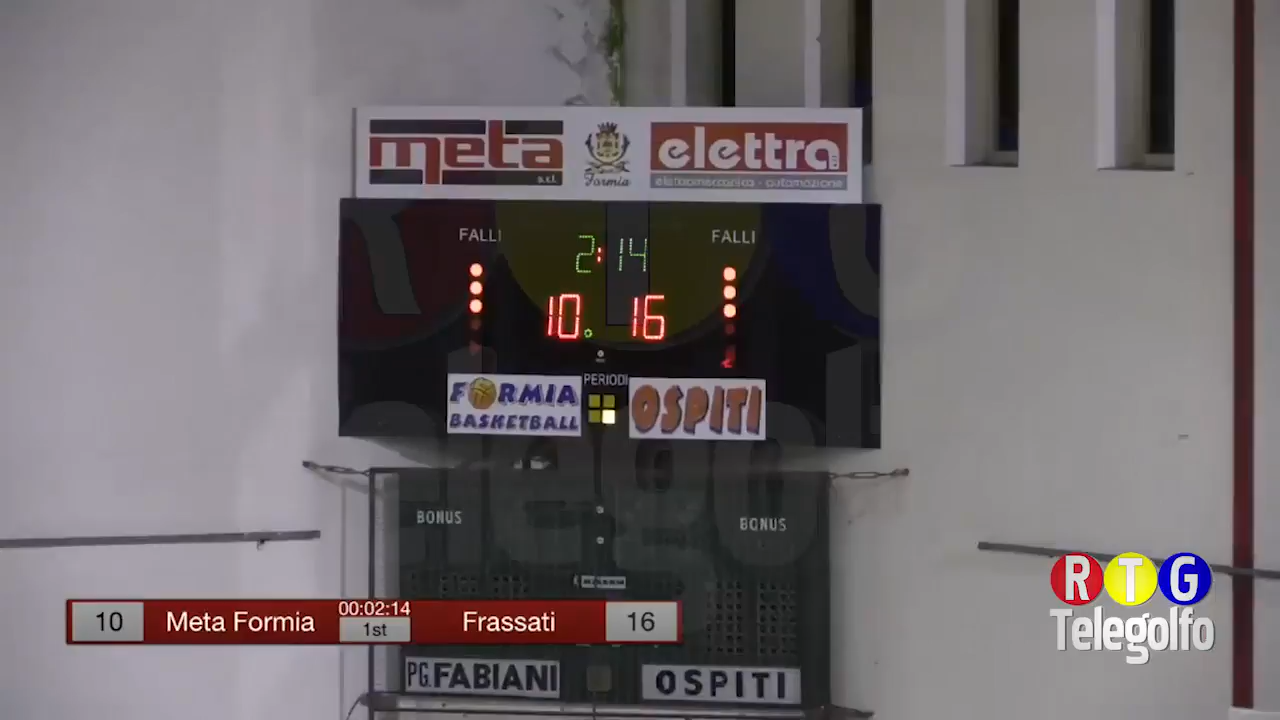 meta
s.r.l.
Formia
elettra
elettromeccanica - automazione
FALLI
2:14
FALLI
10
16
PERIODI
FORMIA
BASKETBALL
OSPITI
BONUS
BONUS
10 Meta Formia 00:02:14 1st Frassati 16
RTG
Telegolfo
PG.FABIANI
OSPITI